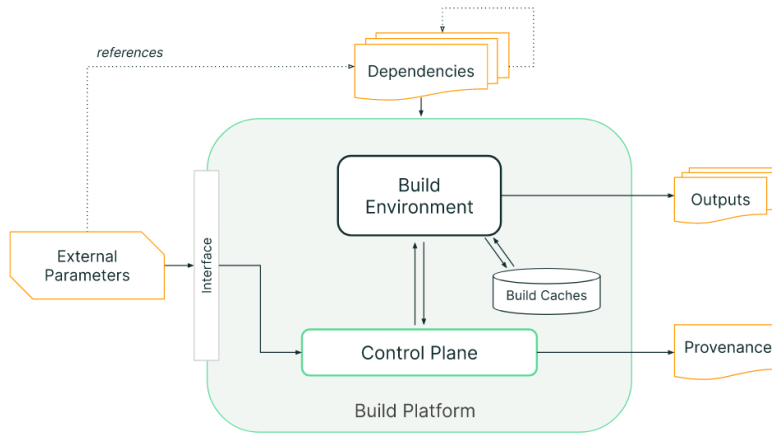 references
Dependencies
Build
Environment
Outputs
External
Parameters
Interface
Build Caches
Control Plane
Provenance
Build Platform